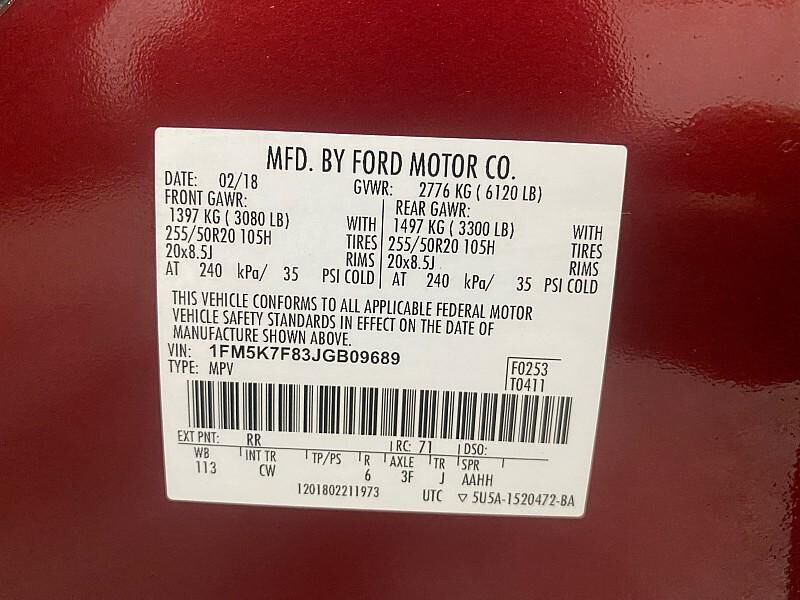 MFD. BY FORD MOTOR CO.
DATE: 02/18 GVWR: 2776 KG ( 6120 LB)
FRONT GAWR: REAR GAWR:
1397 KG ( 3080 LB) WITH 1497 KG ( 3300 LB) WITH
255/50R20 105H TIRES 255/50R20 105H TIRES
20x8.5J RIMS 20x8.5J RIMS
AT 240 kPa/ 35 PSI COLD AT 240 kPa/ 35 PSI COLD
THIS VEHICLE CONFORMS TO ALL APPLICABLE FEDERAL MOTOR
VEHICLE SAFETY STANDARDS IN EFFECT ON THE DATE OF
MANUFACTURE SHOWN ABOVE.
VIN: 1FM5K7F83JGB09689
TYPE: MPV
F0253
T0411
EXT PNT: RR RC: 71 DSO:
WB INT TR TP/PS R AXLE TR SPR
113 CW 6 3F J AAHH
1201802211973 UTC ▽ 5U5A-1520472-BA